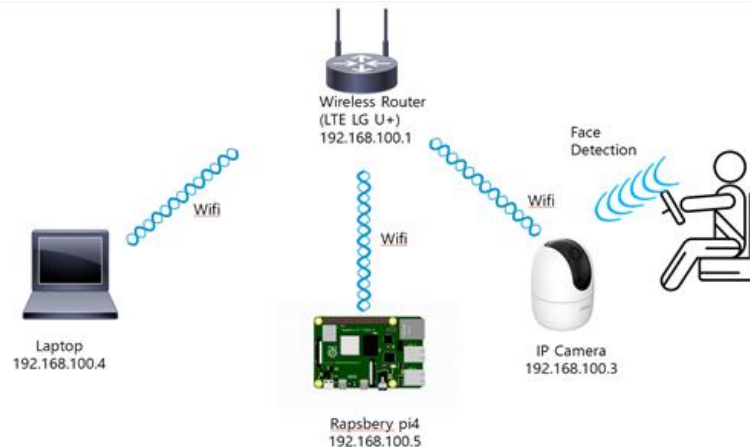 Wireless Router
(LTE LG U+)
192.168.100.1
Face
Detection
Wifi
Wifi
Wifi
Laptop
192.168.100.4
IP Camera
192.168.100.3
Rapsbery pi4
192.168.100.5